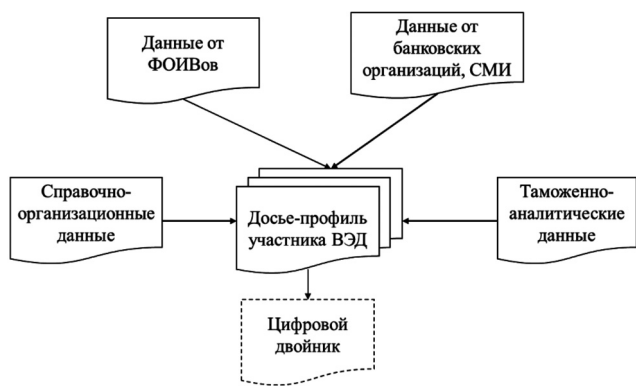 Данные от
ФОИВов
Данные от
банковских
организаций, СМИ
Справочно-
организационные
данные
Досье-профиль
участника ВЭД
Таможенно-
аналитические
данные
Цифровой
двойник